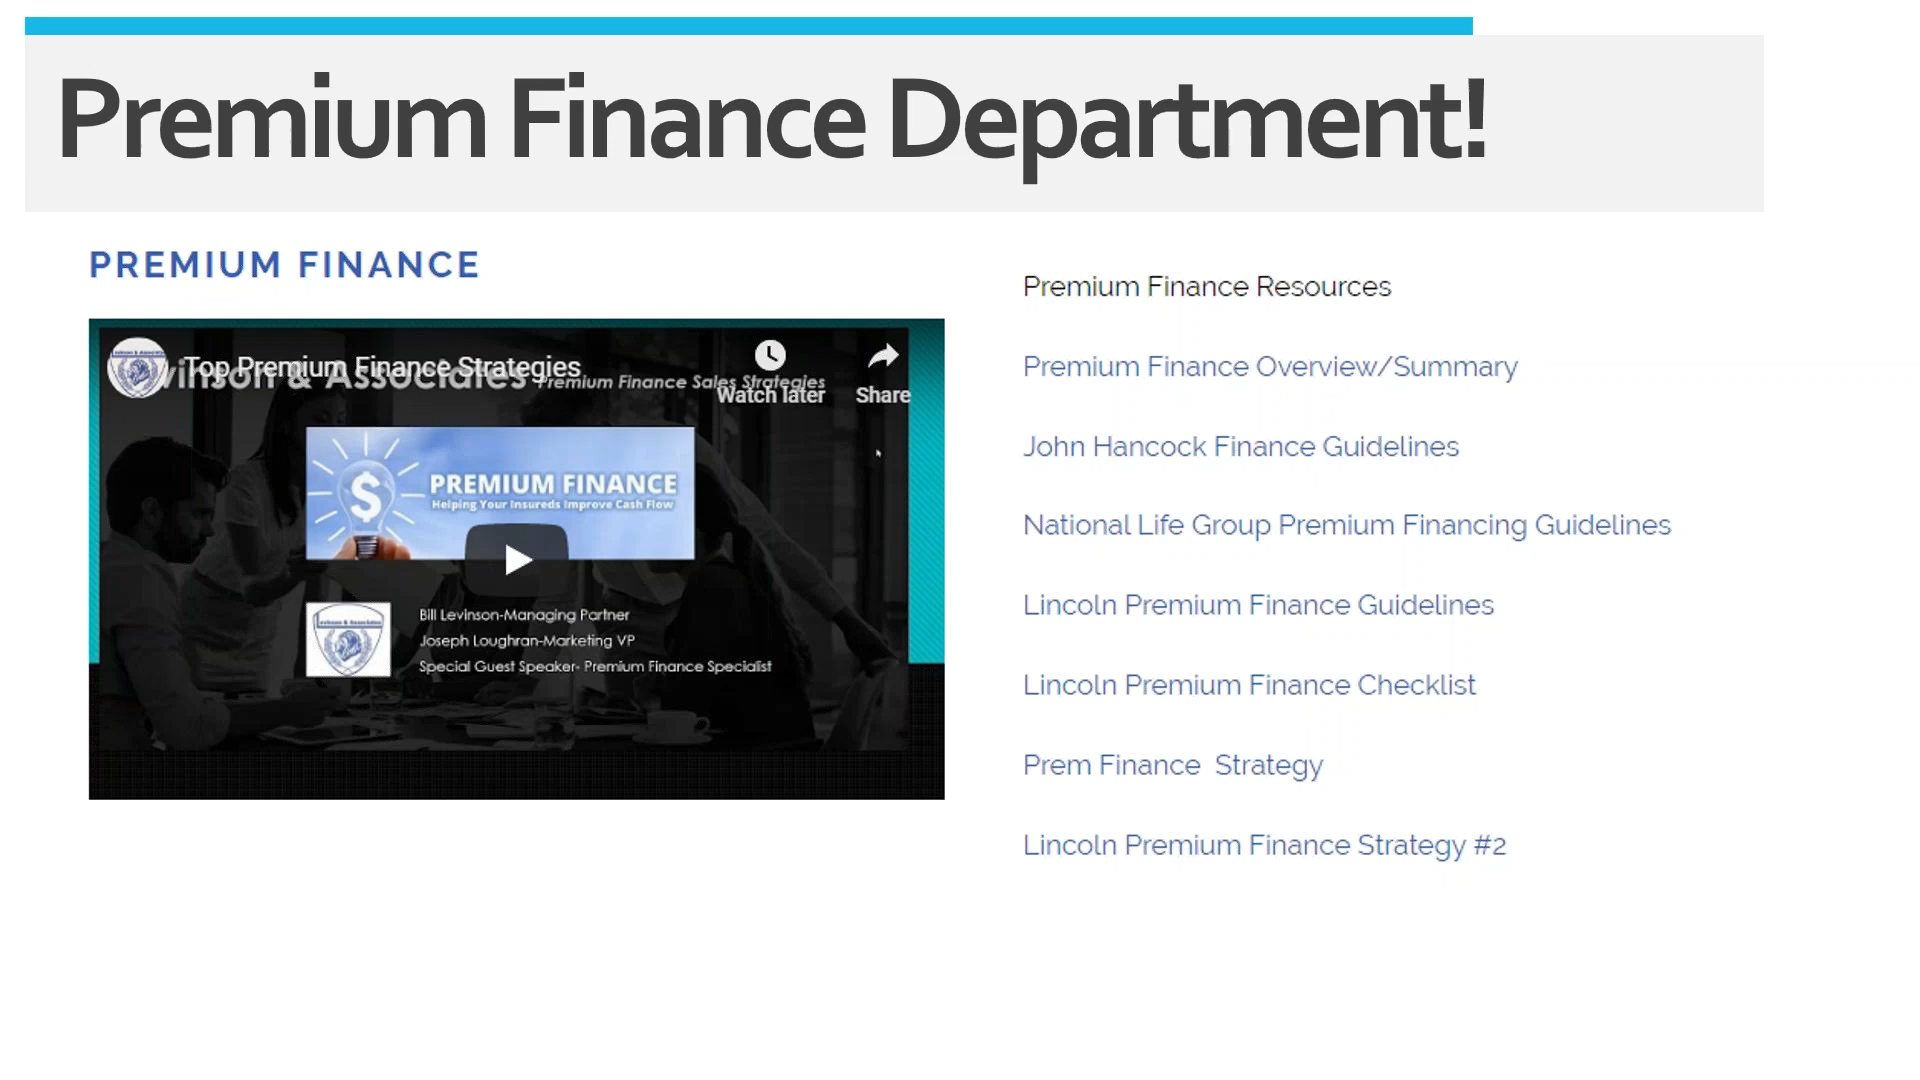 Premium Finance Department!
PREMIUM FINANCE
Top Premium Finance Strategies
vinson & Associates Premium Finance Sales Strategies
Watch later
Share
PREMIUM FINANCE
Helping Your Insureds Improve Cash Flow
$
Bill Levinson-Managing Partner
Joseph Loughran-Marketing VP
Special Guest Speaker- Premium Finance Specialist
Premium Finance Resources
Premium Finance Overview/Summary
John Hancock Finance Guidelines
National Life Group Premium Financing Guidelines
Lincoln Premium Finance Guidelines
Lincoln Premium Finance Checklist
Prem Finance  Strategy
Lincoln Premium Finance Strategy #2